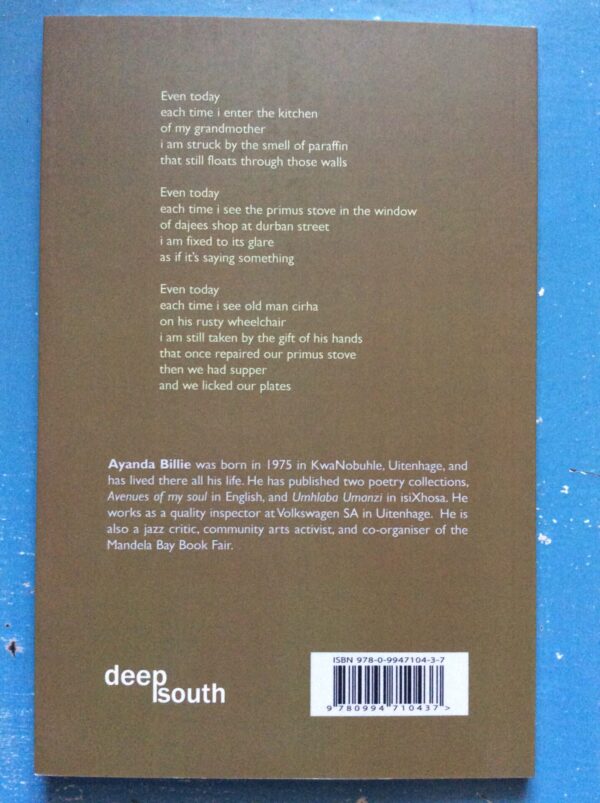 Even today
each time i enter the kitchen
of my grandmother
i am struck by the smell of paraffin
that still floats through those walls
Even today
each time i see the primus stove in the window
of dajees shop at durban street
i am fixed to its glare
as if it's saying something
Even today
each time i see old man cirha
on his rusty wheelchair
i am still taken by the gift of his hands
that once repaired our primus stove
then we had supper
and we licked our plates
Ayanda Billie was born in 1975 in KwaNobuhle, Uitenhage, and
has lived there all his life. He has published two poetry collections,
Avenues of my soul in English, and Umhlaba Umanzi in isiXhosa. He
works as a quality inspector at Volkswagen SA in Uitenhage. He is
also a jazz critic, community arts activist, and co-organiser of the
Mandela Bay Book Fair.
deep
south
ISBN 978-0-9947104-3-7
9 780994 710437 >